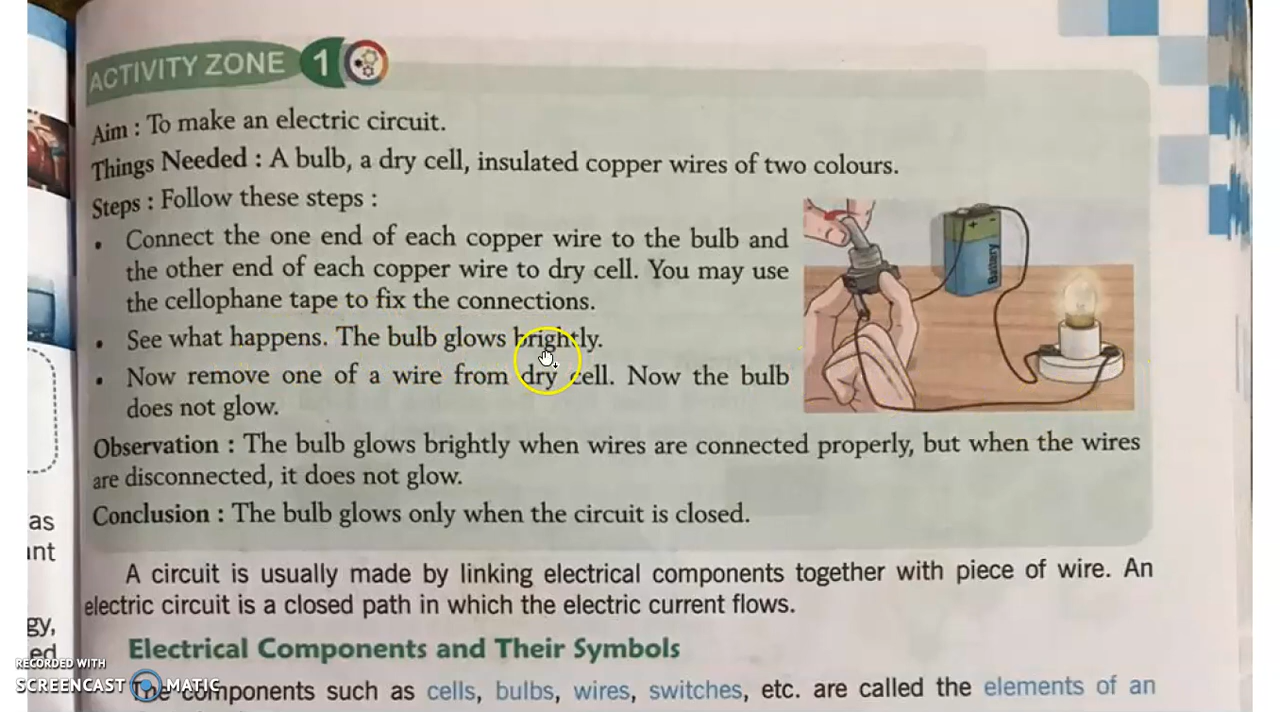 ACTIVITY ZONE 1
Aim : To make an electric circuit.
Things Needed : A bulb, a dry cell, insulated copper wires of two colours.
Steps : Follow these steps :
• Connect the one end of each copper wire to the bulb and
the other end of each copper wire to dry cell. You may use
the cellophane tape to fix the connections.
• See what happens. The bulb glows brightly.
• Now remove one of a wire from dry cell. Now the bulb
does not glow.
+ -
Battery
Observation : The bulb glows brightly when wires are connected properly, but when the wires
are disconnected, it does not glow.
Conclusion : The bulb glows only when the circuit is closed.
as
A circuit is usually made by linking electrical components together with piece of wire. An
electric circuit is a closed path in which the electric current flows.
gy,
Electrical Components and Their Symbols
RECORDED WITH
SCREENCAST MATIC
The components such as cells, bulbs, wires, switches, etc. are called the elements of an